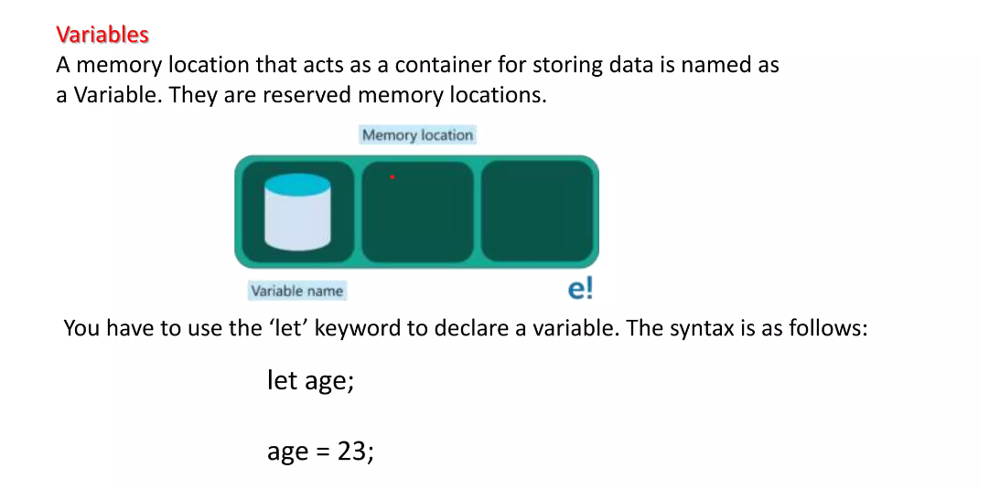 Variables
A memory location that acts as a container for storing data is named as
a Variable. They are reserved memory locations.
Memory location
Variable name
e!
You have to use the ‘let’ keyword to declare a variable. The syntax is as follows:
let age;
age = 23;